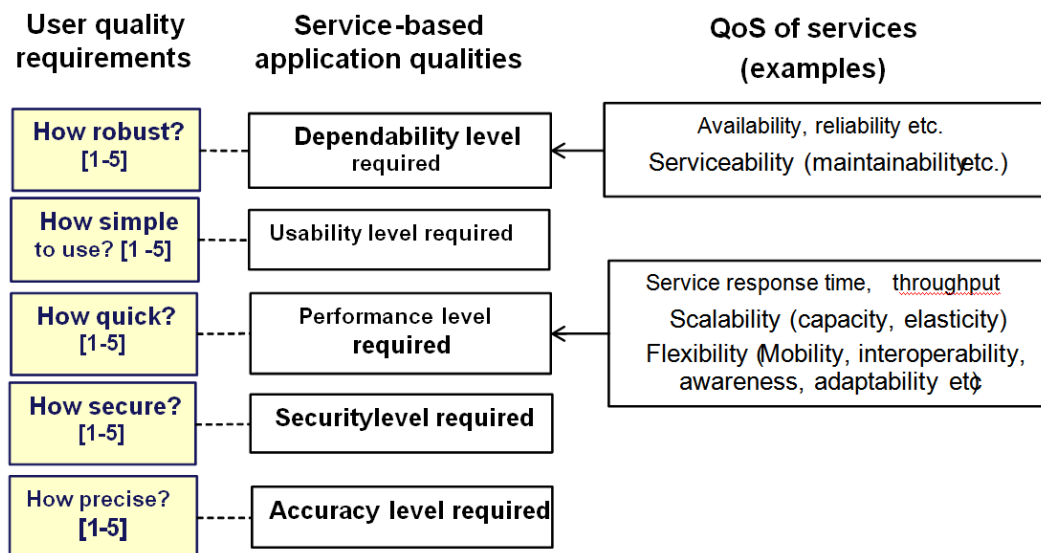 User quality
requirements
Service-based
application qualities
QoS of services
(examples)
How robust?
[1-5]
Dependability level
required
Availability, reliability etc.
Serviceability (maintainabilityetc.)
How simple
to use? [1 -5]
Usability level required
How quick?
[1-5]
Performance level
required
Service response time, throughput
Scalability (capacity, elasticity)
Flexibility (Mobility, interoperability,
awareness, adaptability etc)
How secure?
[1-5]
Securitylevel required
How precise?
[1-5]
Accuracy level required